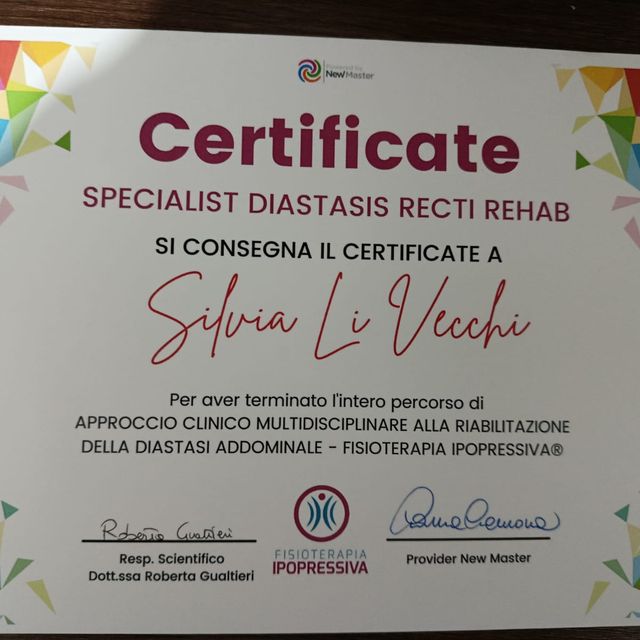 Powered by
NewMaster
Certificate
SPECIALIST DIASTASIS RECTI REHAB
SI CONSEGNA IL CERTIFICATE A
Silvia Li Vecchi
Per aver terminato l'intero percorso di
APPROCCIO CLINICO MULTIDISCIPLINARE ALLA RIABILITAZIONE
DELLA DIASTASI ADDOMINALE - FISIOTERAPIA IPOPRESSIVA®
Roberta Gualtieri
Resp. Scientifico
Dott.ssa Roberta Gualtieri
FISIOTERAPIA
IPOPRESSIVA
Provider New Master